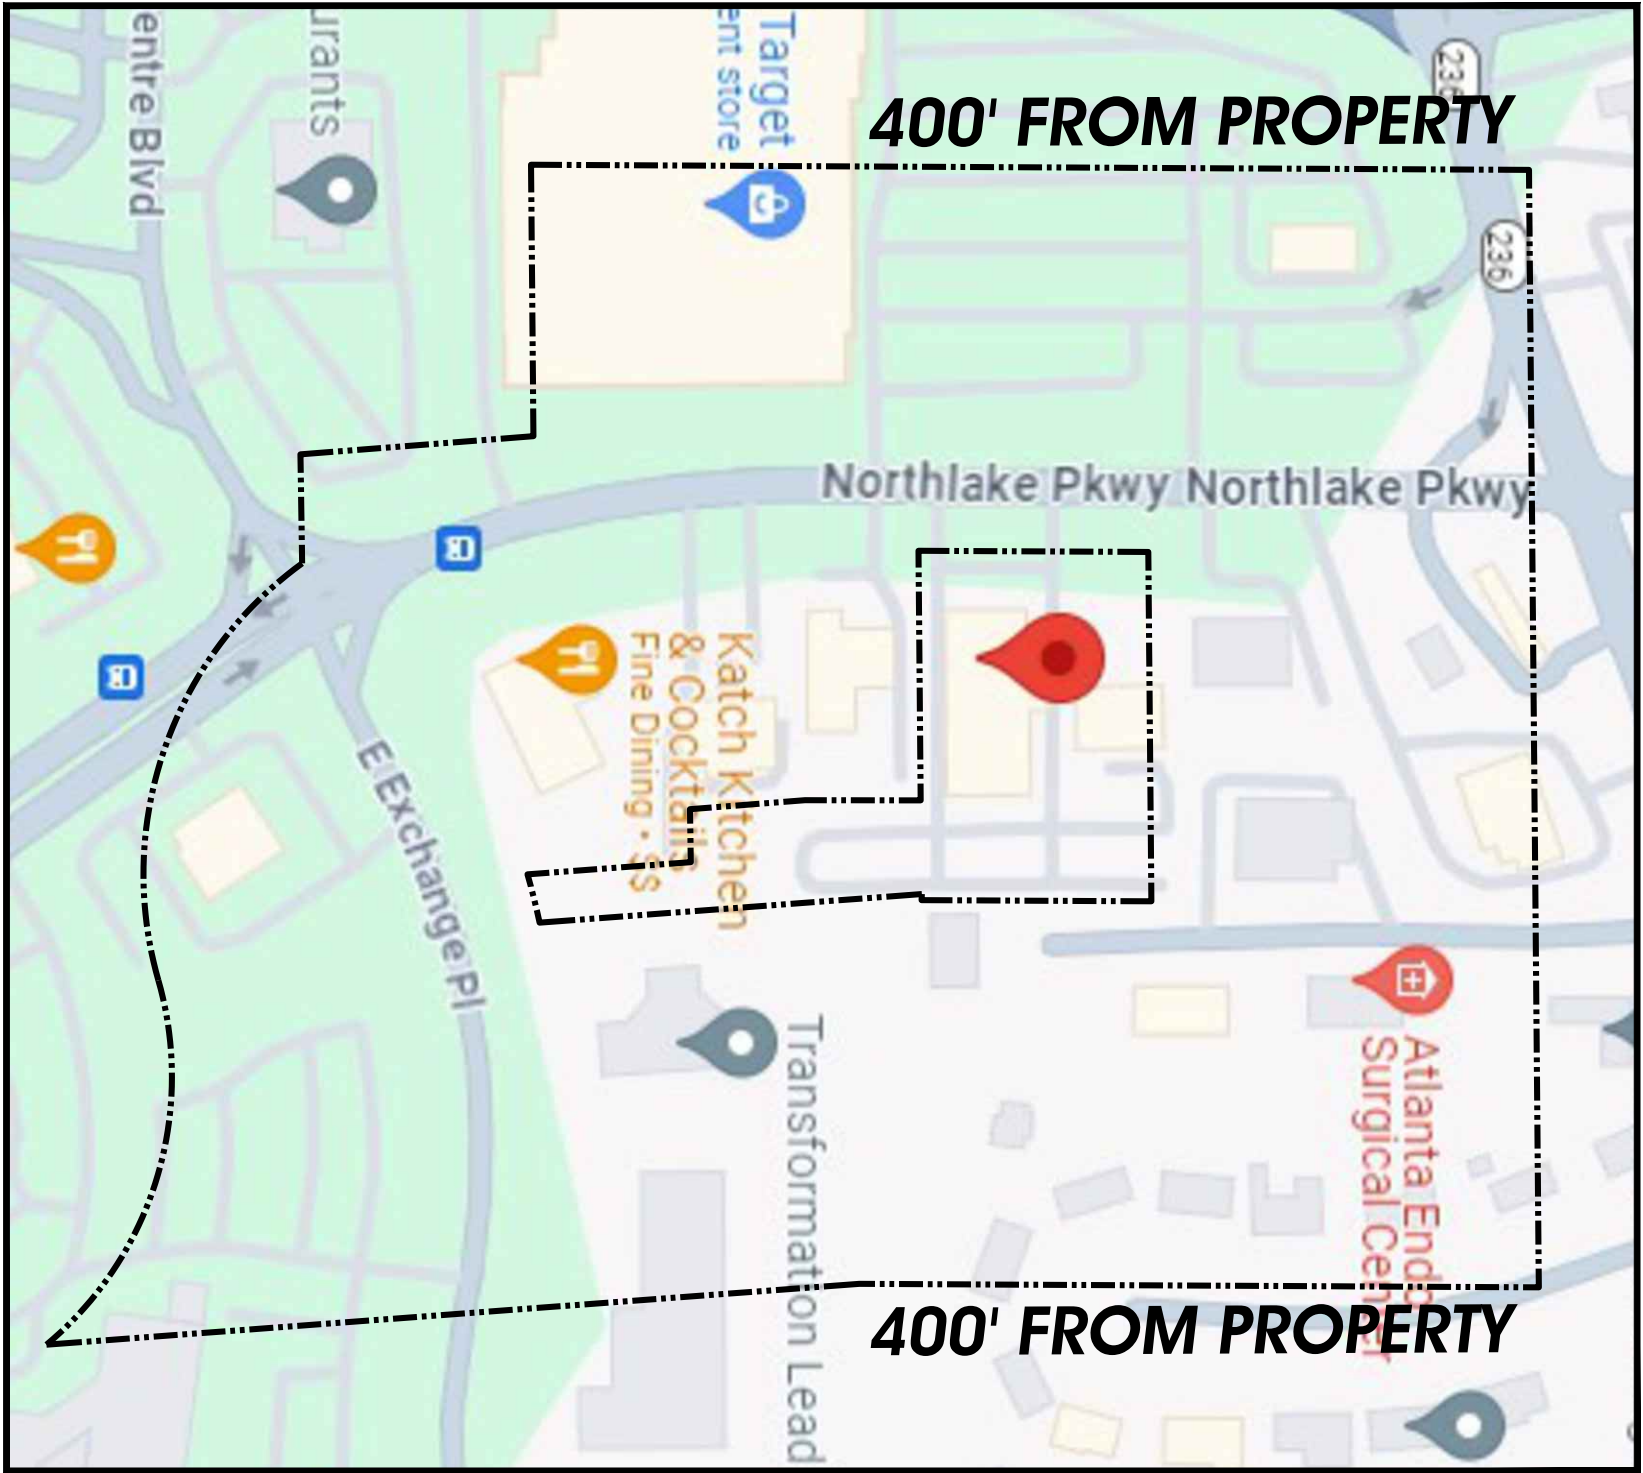 entre Blvd
urants
Target
ent store
236
400' FROM PROPERTY
236
Northlake Pkwy Northlake Pkwy
Katch Kitchen
& Cocktails
Fine Dining • $$
E Exchange Pl
Transformation Lead
Atlanta Endo
Surgical Center
400' FROM PROPERTY